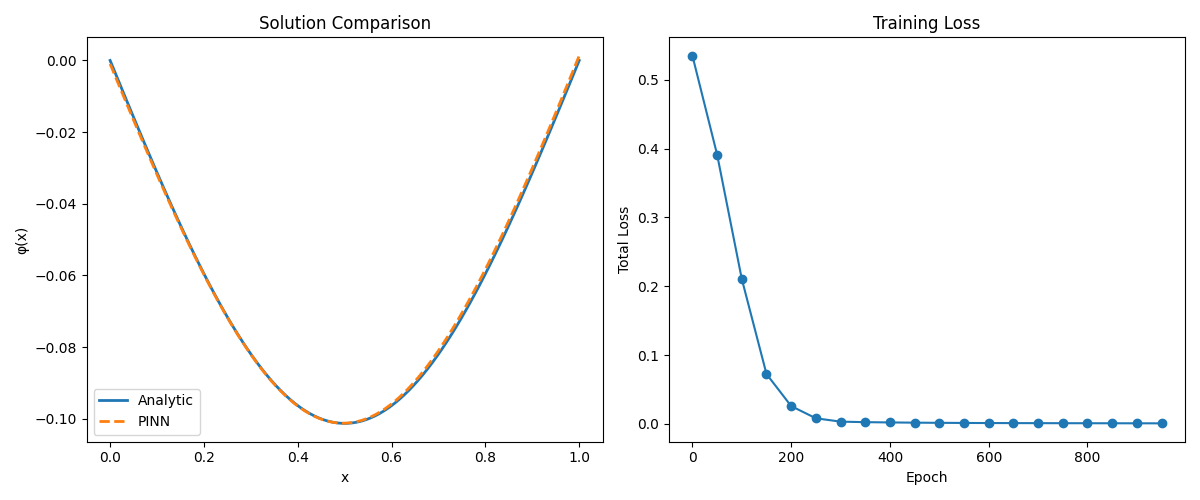 Solution Comparison
0.00
−0.02
−0.04
−0.06
−0.08
−0.10
φ(x)
0.0
0.2
0.4
0.6
0.8
1.0
x
Analytic
PINN
Training Loss
0.5
0.4
0.3
0.2
0.1
0.0
Total Loss
0
200
400
600
800
Epoch